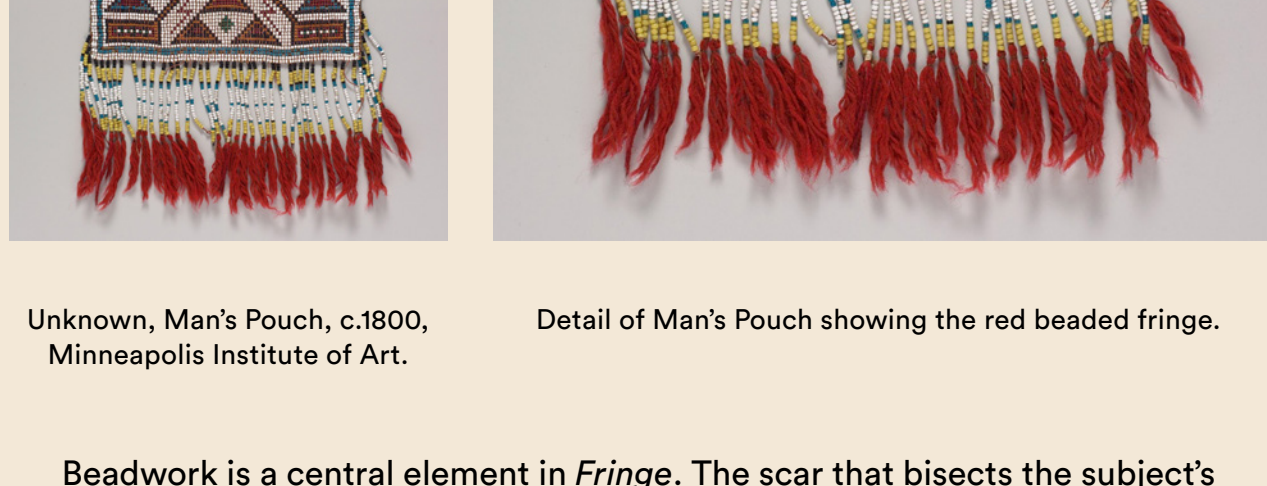 Unknown, Man's Pouch, c.1800,
Minneapolis Institute of Art.
Detail of Man's Pouch showing the red beaded fringe.
Beadwork is a central element in Fringe. The scar that bisects the subject's